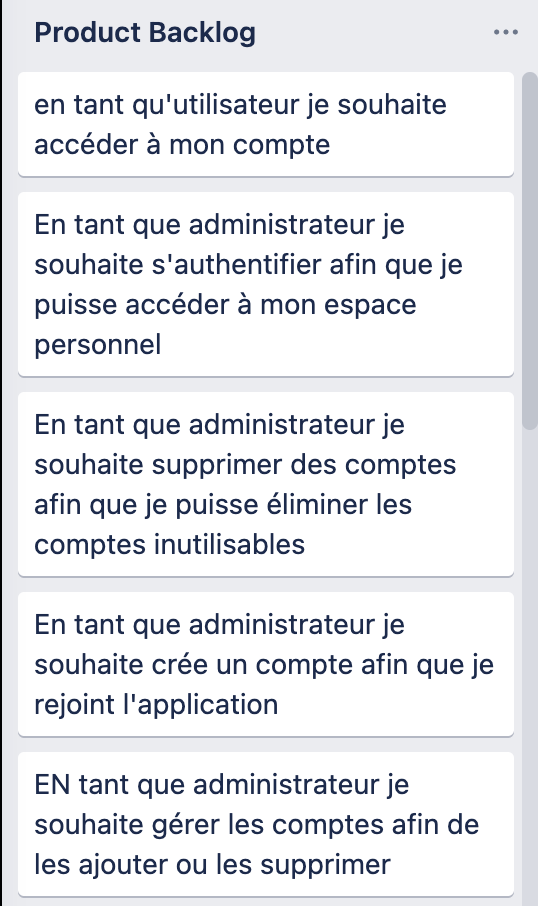 Product Backlog
en tant qu'utilisateur je souhaite
accéder à mon compte
En tant que administrateur je
souhaite s'authentifier afin que je
puisse accéder à mon espace
personnel
En tant que administrateur je
souhaite supprimer des comptes
afin que je puisse éliminer les
comptes inutilisables
En tant que administrateur je
souhaite crée un compte afin que je
rejoint l'application
EN tant que administrateur je
souhaite gérer les comptes afin de
les ajouter ou les supprimer